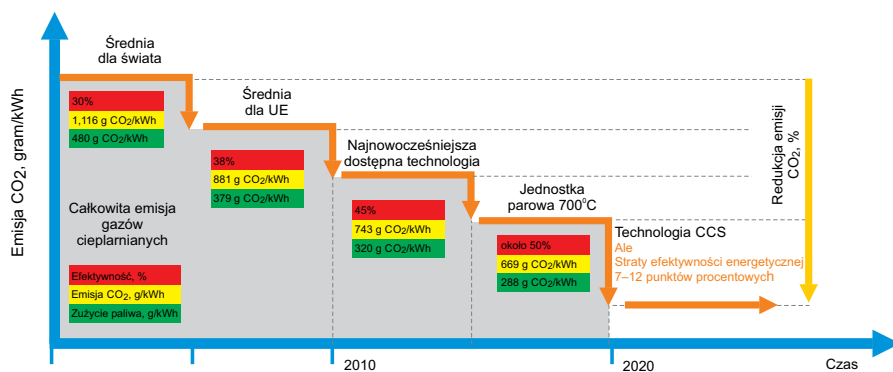 Średnia
dla świata
30%
1,116 g CO2/kWh
480 g CO2/kWh
Średnia
dla UE
38%
881 g CO2/kWh
379 g CO2/kWh
Najnowocześniejsza
dostępna technologia
45%
743 g CO2/kWh
320 g CO2/kWh
Jednostka
parowa 700°C
około 50%
669 g CO2/kWh
288 g CO2/kWh
Technologia CCS
Ale
Straty efektywności energetycznej
7–12 punktów procentowych
Redukcja emisji
CO2, %
Emisja CO2, gram/kWh
Całkowita emisja
gazów
cieplarnianych
Efektywność, %
Emisja CO2, g/kWh
Zużycie paliwa, g/kWh
2010
2020
Czas